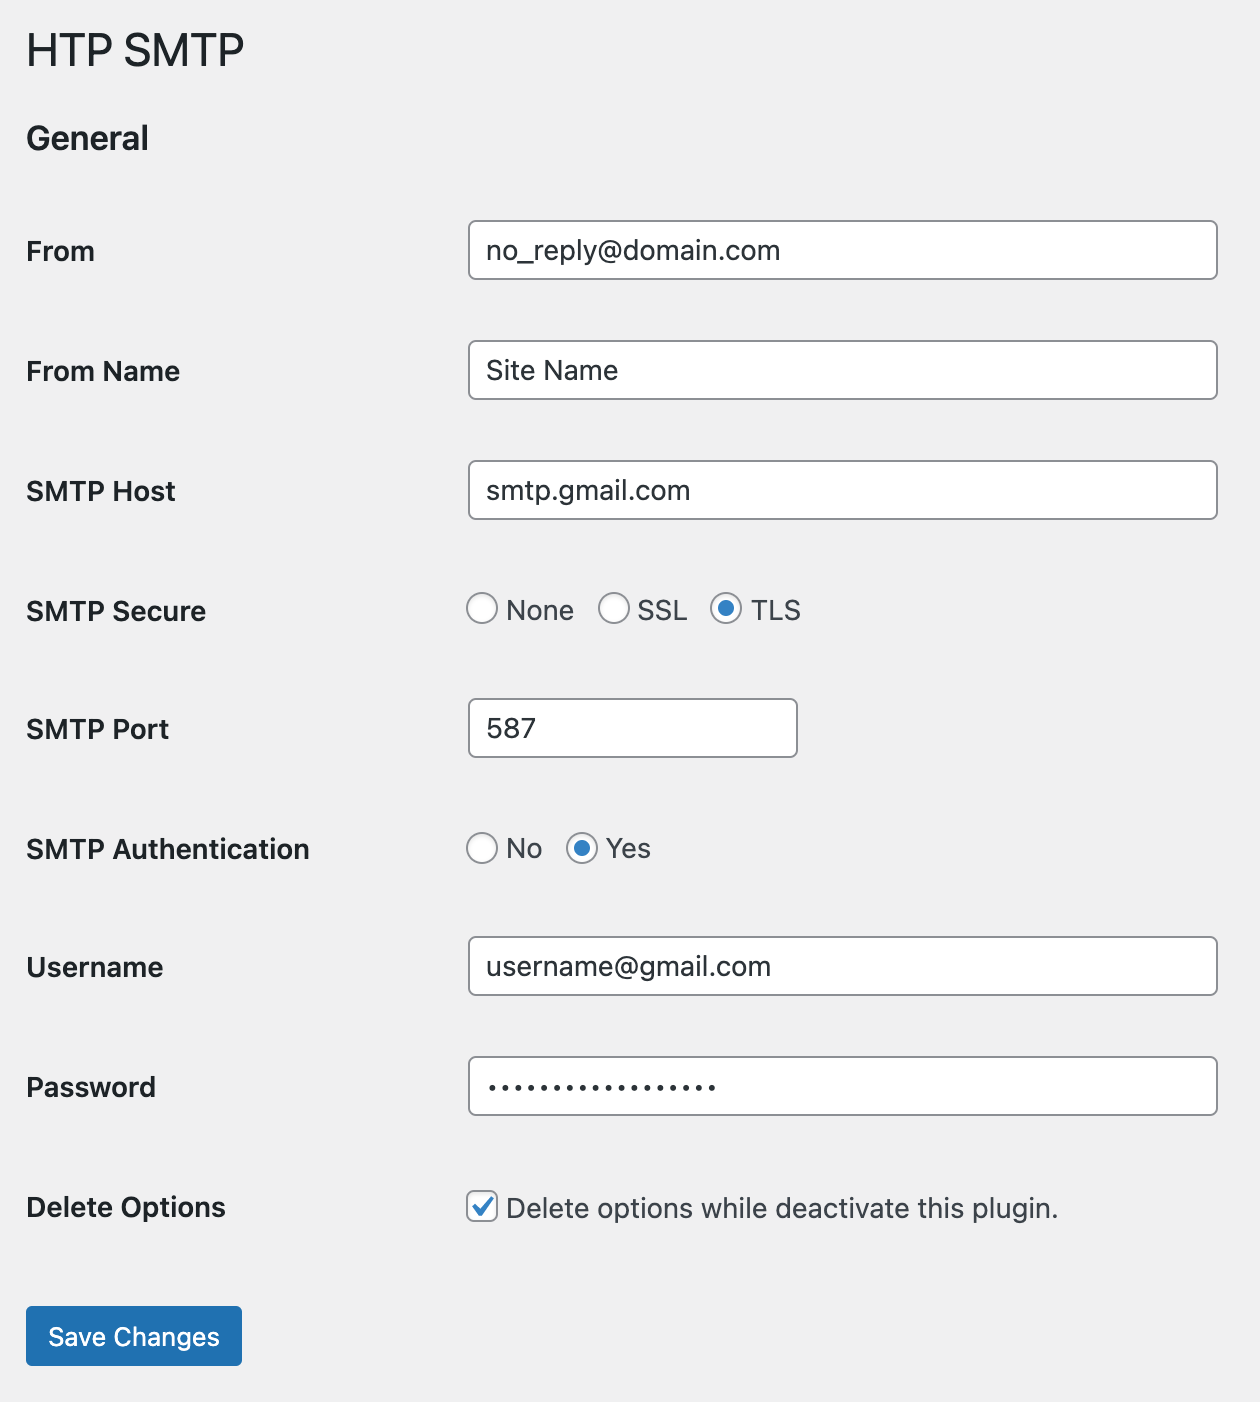 HTP SMTP
General
From no_reply@domain.com
From Name Site Name
SMTP Host smtp.gmail.com
SMTP Secure None SSL TLS
SMTP Port 587
SMTP Authentication No Yes
Username username@gmail.com
Password ••••••••••••••••••
Delete Options Delete options while deactivate this plugin.
Save Changes